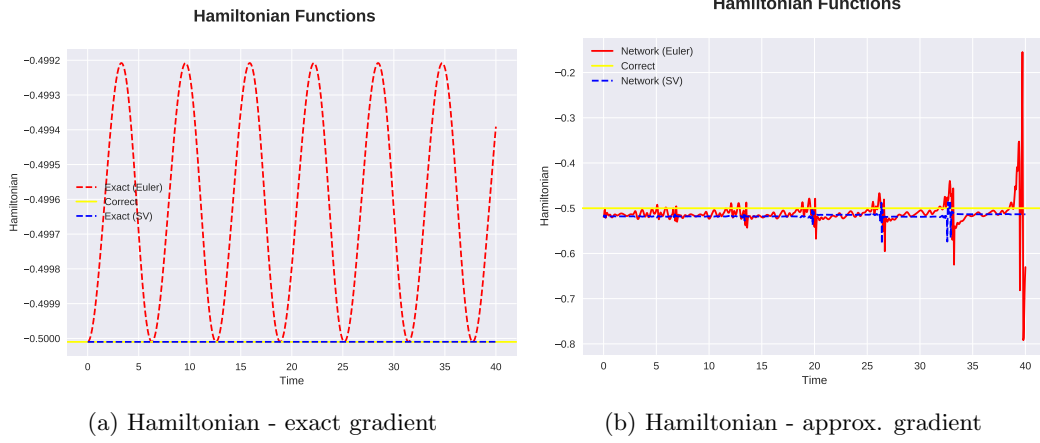 Hamiltonian Functions
−0.4992
−0.4993
−0.4994
−0.4995
−0.4996
−0.4997
−0.4998
−0.4999
−0.5000
Hamiltonian
Exact (Euler)
Correct
Exact (SV)
0 5 10 15 20 25 30 35 40
Time
(a) Hamiltonian - exact gradient
Hamiltonian Functions
Network (Euler)
Correct
Network (SV)
−0.2
−0.3
−0.4
−0.5
−0.6
−0.7
−0.8
Hamiltonian
0 5 10 15 20 25 30 35 40
Time
(b) Hamiltonian - approx. gradient